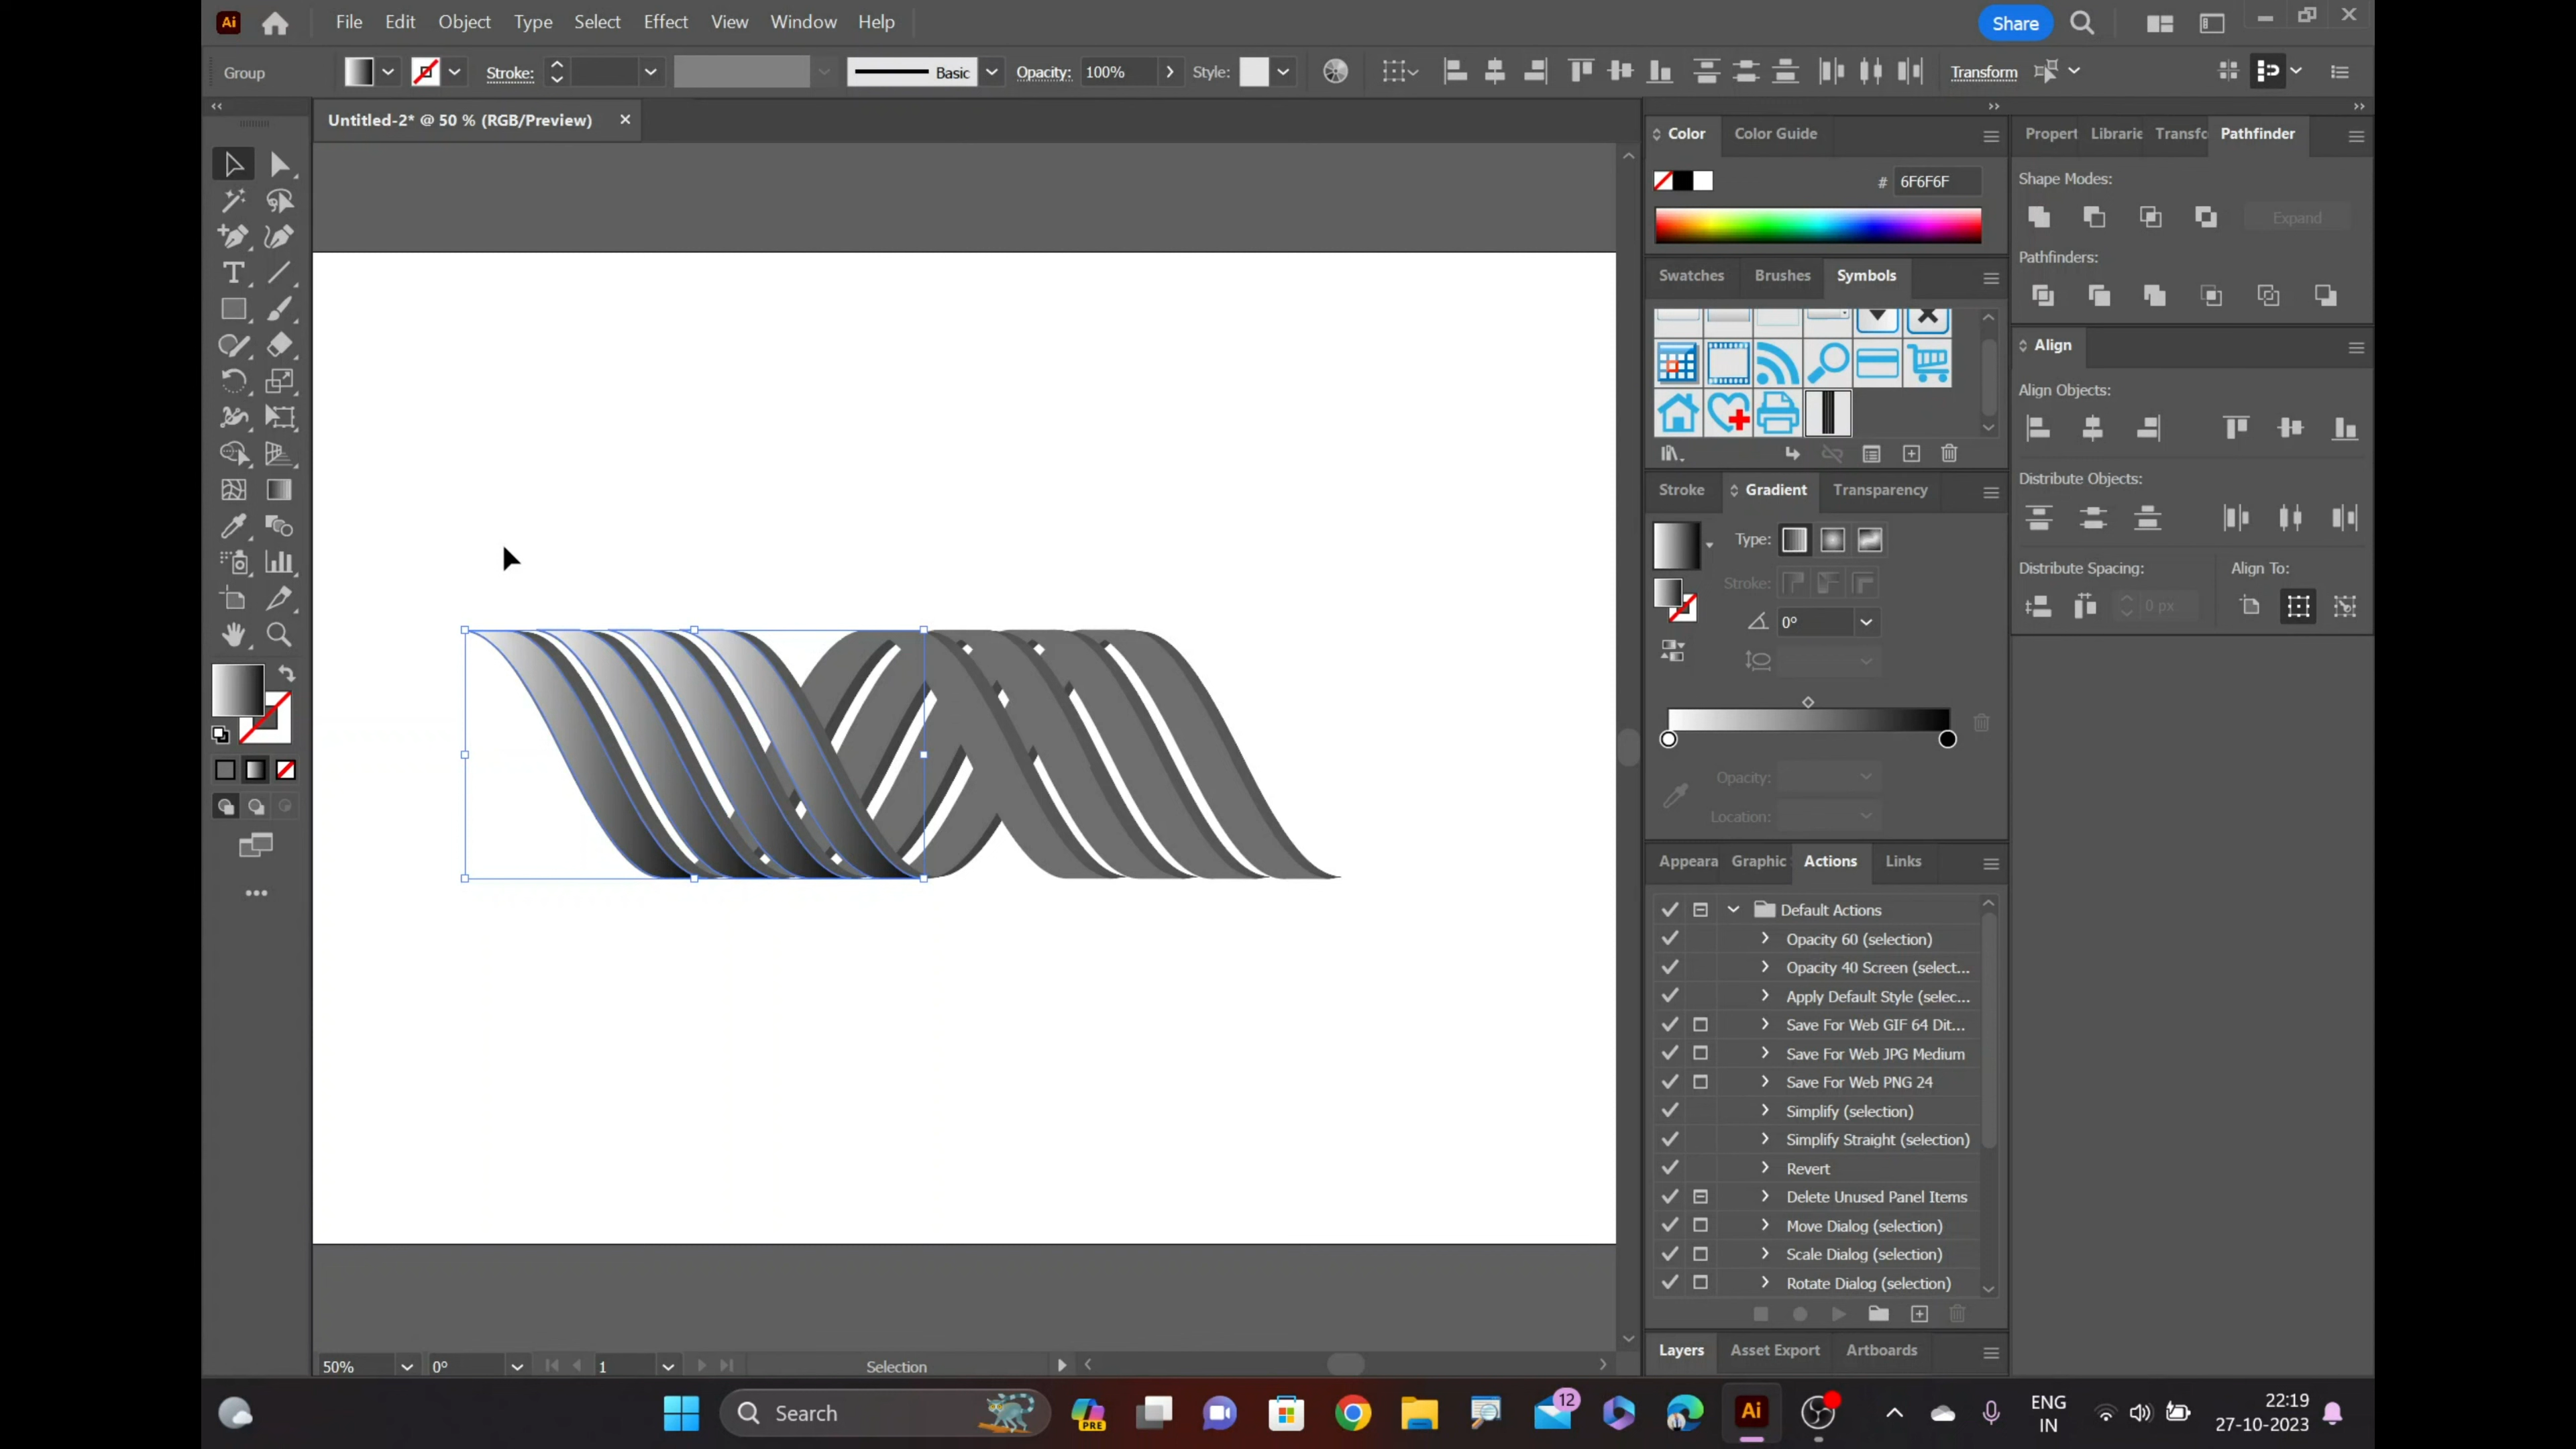 Ai File Edit Object Type Select Effect View Window Help Share
Group Stroke: Basic Opacity: 100% Style: Transform
Untitled-2* @ 50 % (RGB/Preview)
Color Color Guide
# 6F6F6F
Swatches Brushes Symbols
Stroke Gradient Transparency
Type:
Stroke:
0°
Opacity:
Location:
Appeara Graphic Actions Links
Default Actions
Opacity 60 (selection)
Opacity 40 Screen (select...
Apply Default Style (selec...
Save For Web GIF 64 Dit...
Save For Web JPG Medium
Save For Web PNG 24
Simplify (selection)
Simplify Straight (selection)
Revert
Delete Unused Panel Items
Move Dialog (selection)
Scale Dialog (selection)
Rotate Dialog (selection)
Layers Asset Export Artboards
Propert Librarie Transfo Pathfinder
Shape Modes:
Expand
Pathfinders:
Align
Align Objects:
Distribute Objects:
Distribute Spacing: Align To:
0 px
50% 0° 1 Selection
Search
PRE
12
Ai
ENG
IN
22:19
27-10-2023